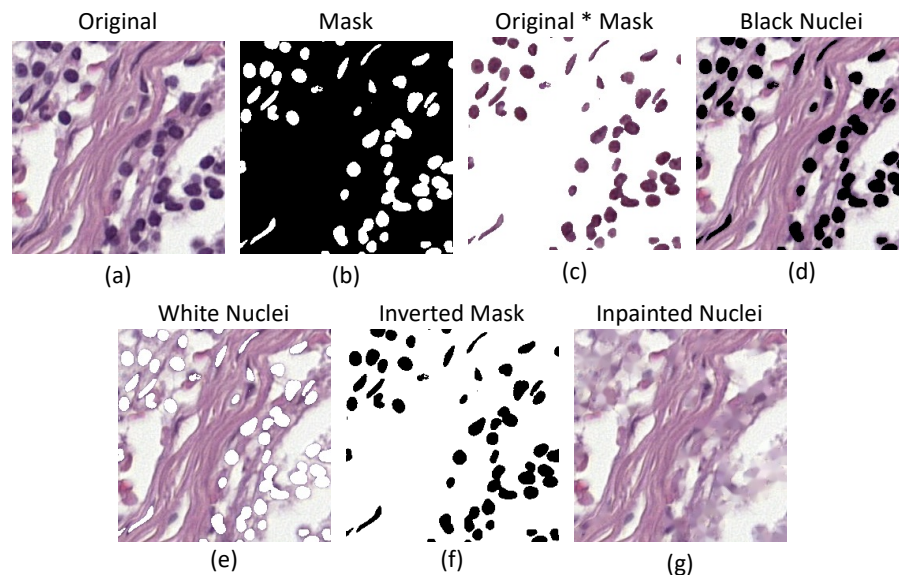 Original
Mask
Original * Mask
Black Nuclei
(a)
(b)
(c)
(d)
White Nuclei
Inverted Mask
Inpainted Nuclei
(e)
(f)
(g)